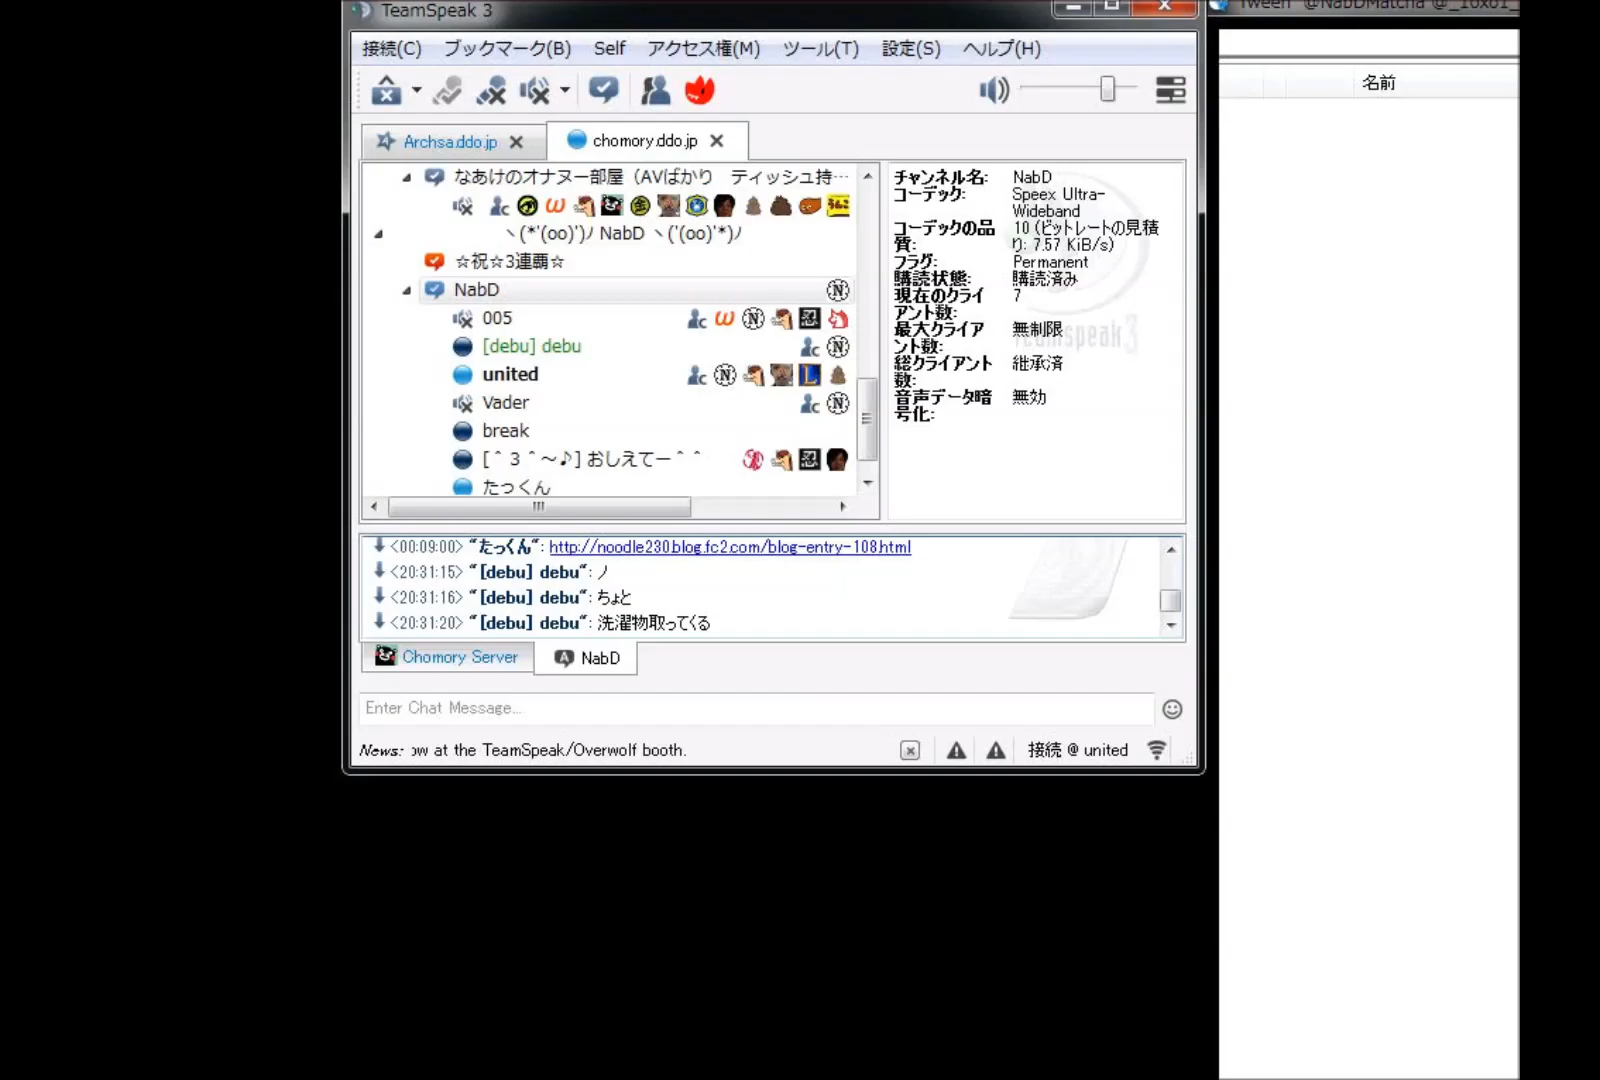 TeamSpeak 3
接続(C) ブックマーク(B) Self アクセス権(M) ツール(T) 設定(S) ヘルプ(H)
名前
Archsa.ddo.jp
chomory.ddo.jp
なあけのオナヌー部屋（AVばかり　ティッシュ持…
ヽ(*'(oo)')ﾉ NabD ヽ('(oo)'*)ﾉ
☆祝☆3連覇☆
NabD
005
[debu] debu
united
Vader
break
[＾３＾～♪] おしえてー＾＾
たっくん
チャンネル名: NabD
コーデック: Speex Ultra-Wideband
コーデックの品質: 10 (ビットレートの見積り: 7.57 KiB/s)
フラグ: Permanent
購読状態: 購読済み
現在のクライアント数: 7
最大クライアント数: 無制限
総クライアント数: 継承済
音声データ暗号化: 無効
teamspeak 3
<00:09:00> "たっくん": http://noodle230.blog.fc2.com/blog-entry-108.html
<20:31:15> "[debu] debu": ノ
<20:31:16> "[debu] debu": ちょと
<20:31:20> "[debu] debu": 洗濯物取ってくる
Chomory Server
NabD
Enter Chat Message...
News: ow at the TeamSpeak/Overwolf booth.
接続 @ united